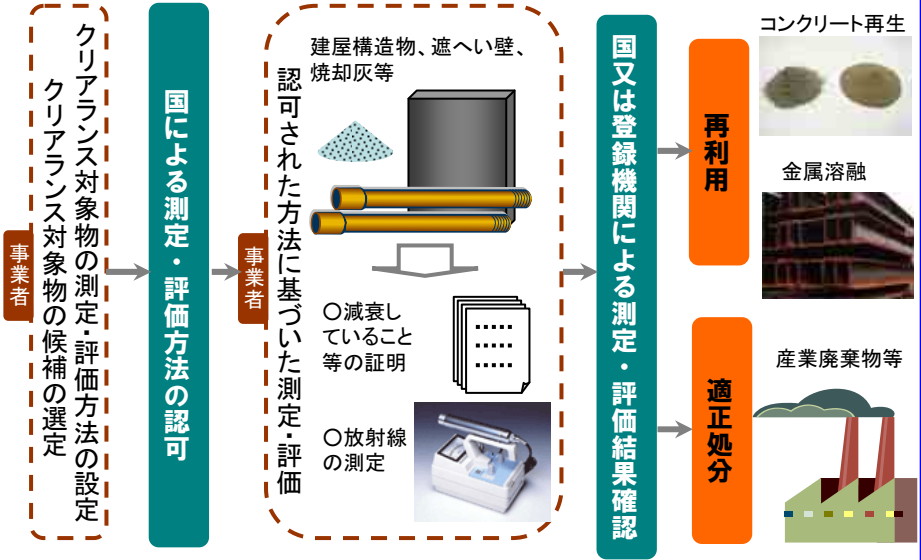 事業者
クリアランス対象物の測定・評価方法の設定
クリアランス対象物の候補の選定
国による測定・評価方法の認可
事業者
認可された方法に基づいた測定・評価
建屋構造物、遮へい壁、
焼却灰等
〇減衰し
ていること
等の証明
〇放射線
の測定
国又は登録機関による測定・評価結果確認
再利用
コンクリート再生
金属溶融
適正処分
産業廃棄物等